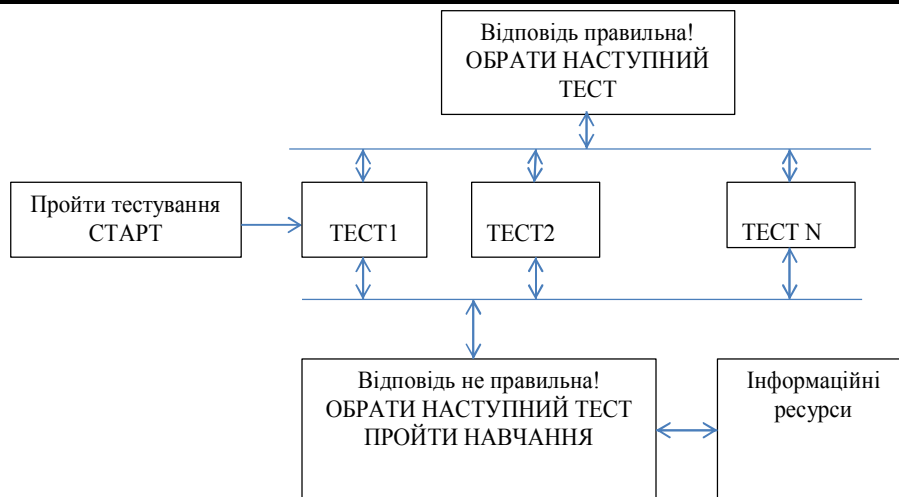 Відповідь правильна!
ОБРАТИ НАСТУПНИЙ
ТЕСТ
Пройти тестування
СТАРТ
ТЕСТ1
ТЕСТ2
ТЕСТ N
Відповідь не правильна!
ОБРАТИ НАСТУПНИЙ ТЕСТ
ПРОЙТИ НАВЧАННЯ
Інформаційні
ресурси